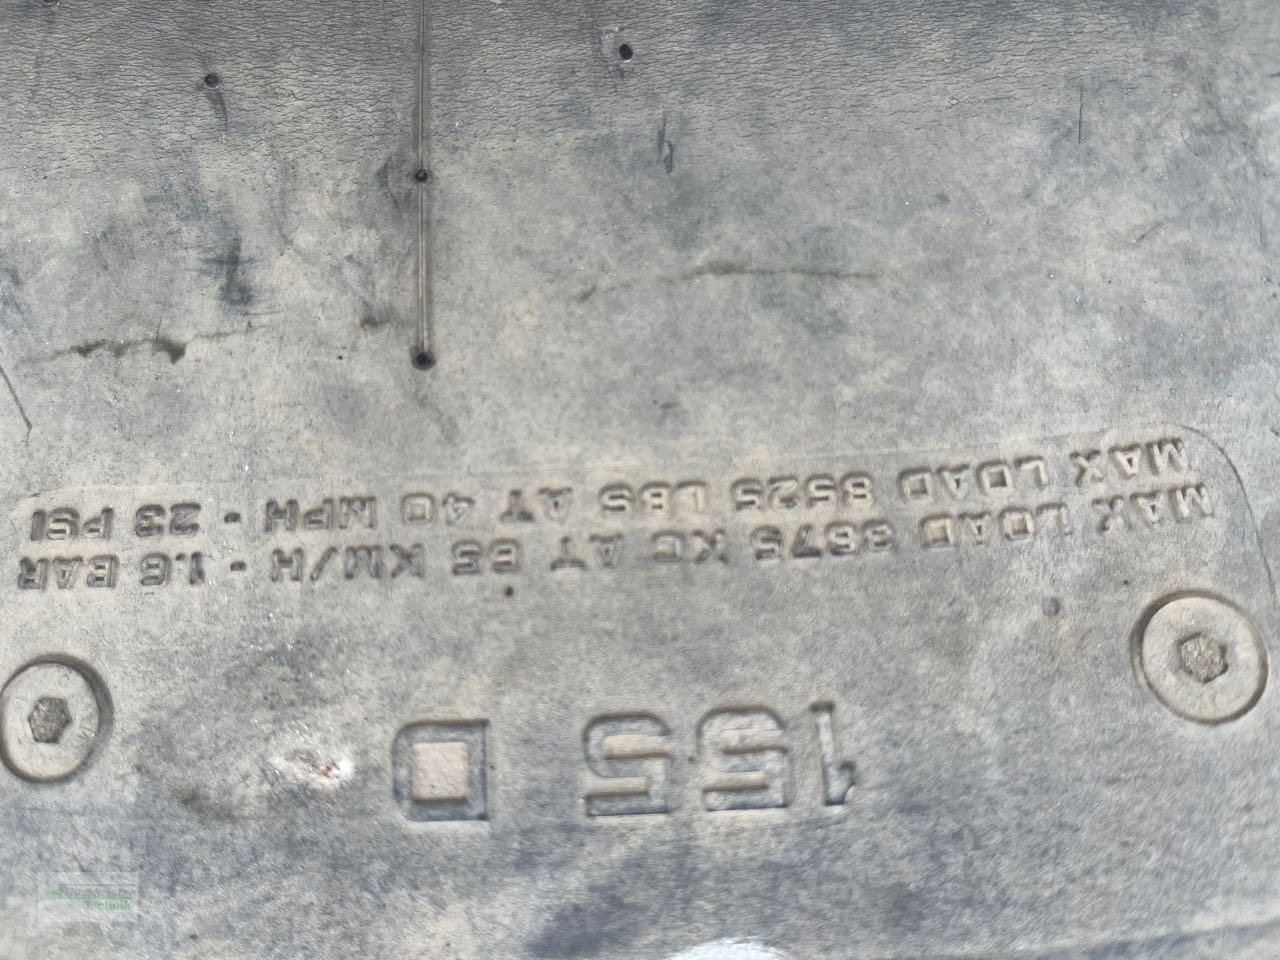 155 D
MAX LOAD 3875 KG AT 65 KM/H - 1.6 BAR
MAX LOAD 8525 LBS AT 40 MPH - 23 PSI
Technik